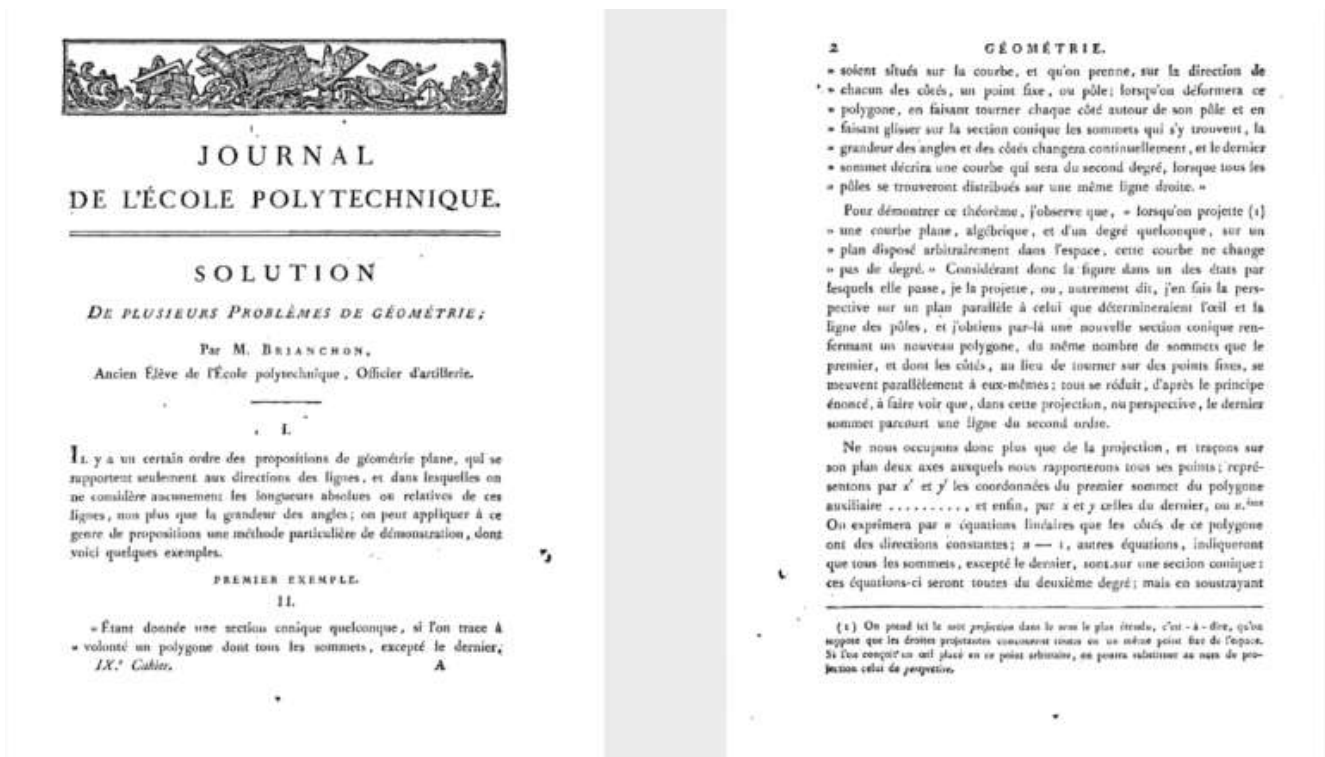 JOURNAL
DE L'ÉCOLE POLYTECHNIQUE.
SOLUTION
DE PLUSIEURS PROBLÈMES DE GÉOMÉTRIE;
Par M. BRIANCHON,
Ancien Élève de l'École polytechnique, Officier d'artillerie.
I.
IL y a un certain ordre des propositions de géométrie plane, qui se
rapportent seulement aux directions des lignes, et dans lesquelles on
ne considère aucunement les longueurs absolues ou relatives de ces
lignes, non plus que la grandeur des angles; on peut appliquer à ce
genre de propositions une méthode particulière de démonstration, dont
voici quelques exemples.
PREMIER EXEMPLE.
II.
« Étant donnée une section conique quelconque, si l'on trace à
» volonté un polygone dont tous les sommets, excepté le dernier,
IX.e Cahier. A
2 GÉOMÉTRIE.
» soient situés sur la courbe, et qu'on prenne, sur la direction de
» chacun des côtés, un point fixe, ou pôle; lorsqu'on déformera ce
» polygone, en faisant tourner chaque côté autour de son pôle et en
» faisant glisser sur la section conique les sommets qui s'y trouvent, la
» grandeur des angles et des côtés changera continuellement, et le dernier
» sommet décrira une courbe qui sera du second degré, lorsque tous les
» pôles se trouveront distribués sur une même ligne droite. »
Pour démontrer ce théorème, j'observe que, « lorsqu'on projette (1)
» une courbe plane, algébrique, et d'un degré quelconque, sur un
» plan disposé arbitrairement dans l'espace, cette courbe ne change
» pas de degré. » Considérant donc la figure dans un des états par
lesquels elle passe, je la projette, ou, autrement dit, j'en fais la pers-
pective sur un plan parallèle à celui que détermineraient l'œil et la
ligne des pôles, et j'obtiens par-là une nouvelle section conique ren-
fermant un nouveau polygone, du même nombre de sommets que le
premier, et dont les côtés, au lieu de tourner sur des points fixes, se
meuvent parallèlement à eux-mêmes; tout se réduit, d'après le principe
énoncé, à faire voir que, dans cette projection, ou perspective, le dernier
sommet parcourt une ligne du second ordre.
Ne nous occupons donc plus que de la projection, et traçons sur
son plan deux axes auxquels nous rapporterons tous ses points; repré-
sentons par x' et y' les coordonnées du premier sommet du polygone
auxiliaire ........., et enfin, par x et y celles du dernier, ou n.ème
On exprimera par n équations linéaires que les côtés de ce polygone
ont des directions constantes; n — 1, autres équations, indiqueront
que tous les sommets, excepté le dernier, sont sur une section conique:
ces équations-ci seront toutes du deuxième degré; mais en soustrayant
(1) On prend ici le mot projection dans le sens le plus étendu, c'est-à-dire, qu'on
suppose que les droites projetantes concourent toutes en un même point fixe de l'espace.
Si l'on conçoit un œil placé en ce point arbitraire, on pourra substituer au nom de pro-
jection celui de perspective.